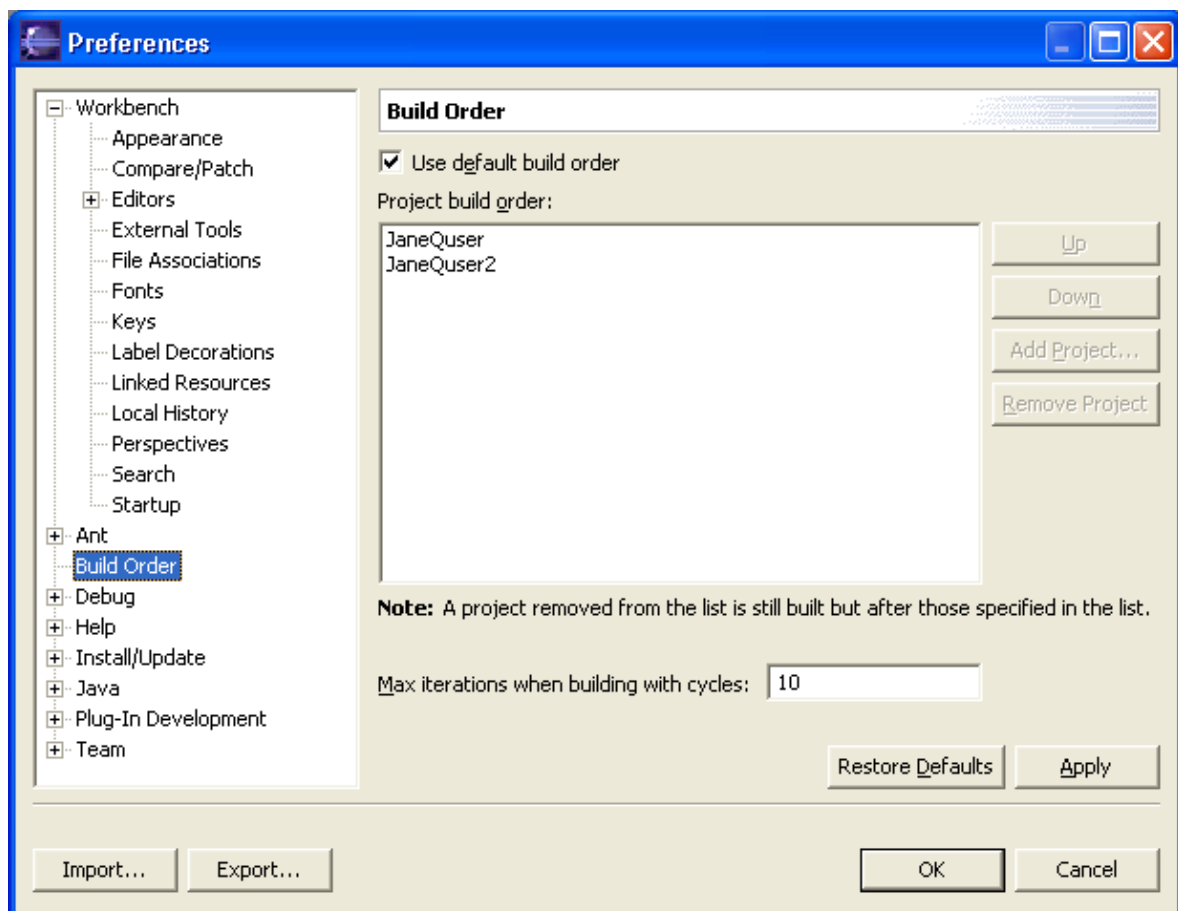 Preferences
Workbench
Appearance
Compare/Patch
Editors
External Tools
File Associations
Fonts
Keys
Label Decorations
Linked Resources
Local History
Perspectives
Search
Startup
Ant
Build Order
Debug
Help
Install/Update
Java
Plug-In Development
Team
Build Order
Use default build order
Project build order:
JaneQuser
JaneQuser2
Up
Down
Add Project...
Remove Project
Note: A project removed from the list is still built but after those specified in the list.
Max iterations when building with cycles: 10
Restore Defaults
Apply
Import...
Export...
OK
Cancel